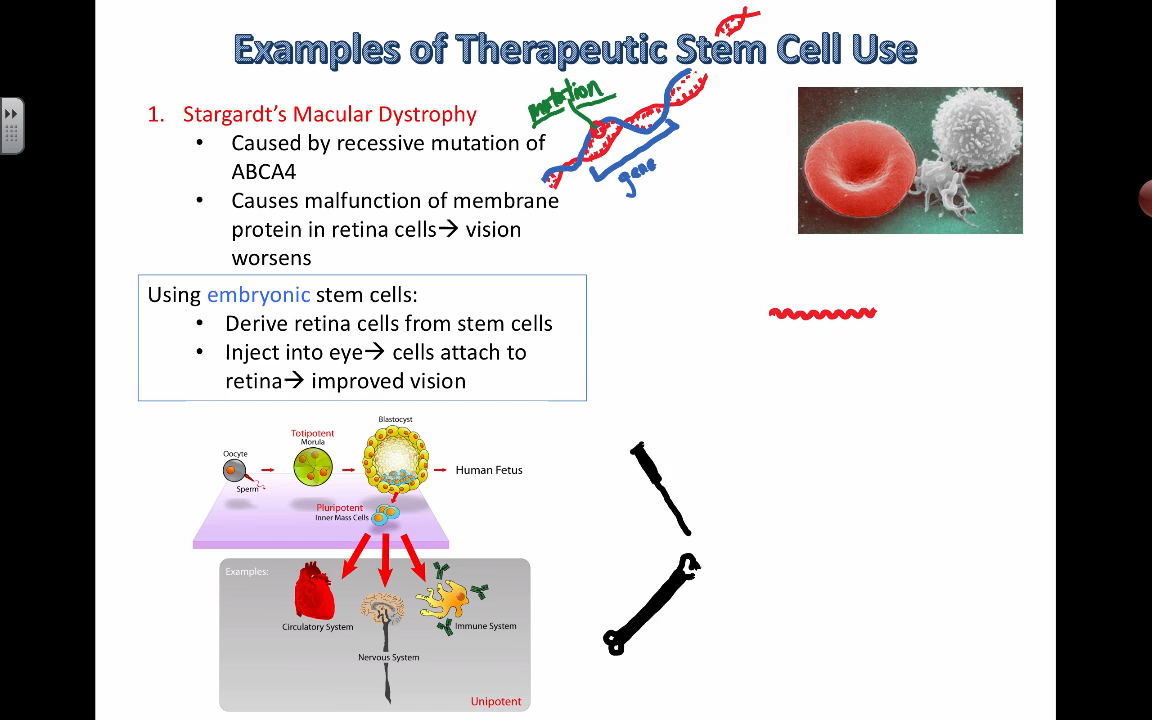 Examples of Therapeutic Stem Cell Use
mutation
gene
1. Stargardt's Macular Dystrophy
• Caused by recessive mutation of
ABCA4
• Causes malfunction of membrane
protein in retina cells→ vision
worsens
Using embryonic stem cells:
• Derive retina cells from stem cells
• Inject into eye→ cells attach to
retina→ improved vision
Blastocyst
Totipotent
Morula
Oocyte
Sperm
Human Fetus
Pluripotent
Inner Mass Cells
Examples:
Circulatory System
Immune System
Nervous System
Unipotent